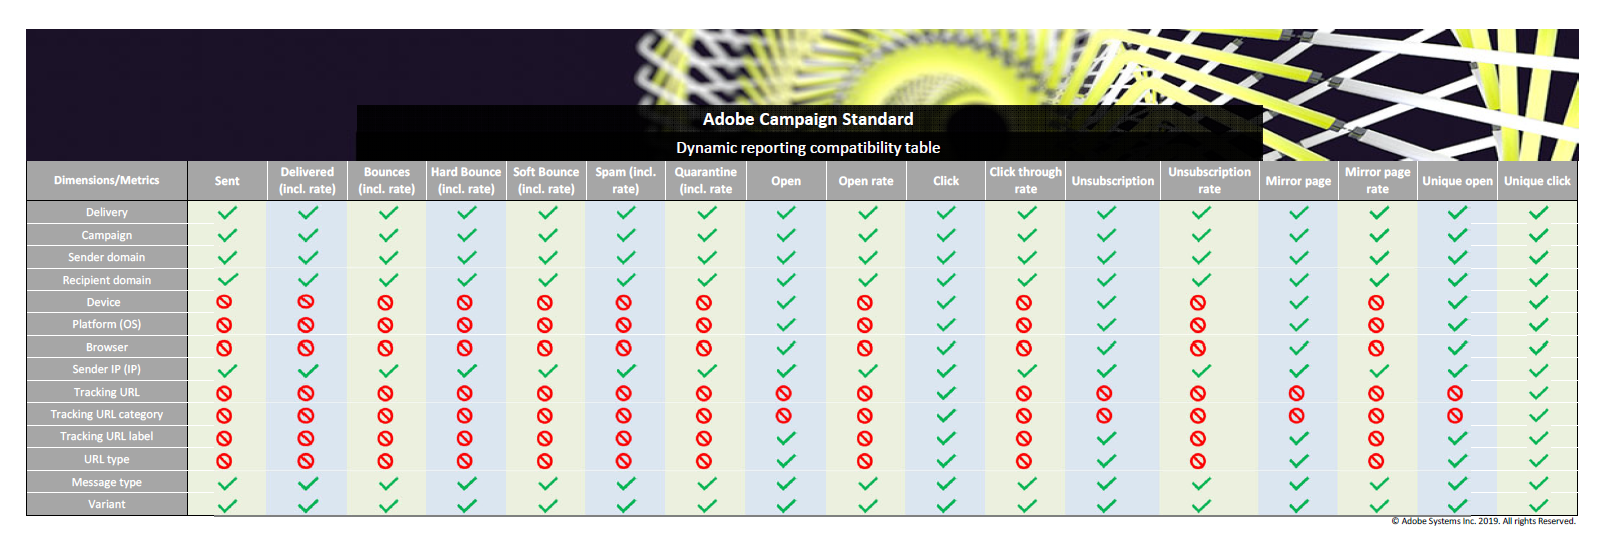 Adobe Campaign Standard
Dynamic reporting compatibility table
Dimensions/Metrics Sent Delivered (incl. rate) Bounces (incl. rate) Hard Bounce (incl. rate) Soft Bounce (incl. rate) Spam (incl. rate) Quarantine (incl. rate Open Open rate Click Click through rate Unsubscription Unsubscription rate Mirror page Mirror page rate Unique open Unique click
Delivery
Campaign
Sender domain
Recipient domain
Device
Platform (OS)
Browser
Sender IP (IP)
Tracking URL
Tracking URL category
Tracking URL label
URL type
Message type
Variant
© Adobe Systems Inc. 2019. All rights Reserved.